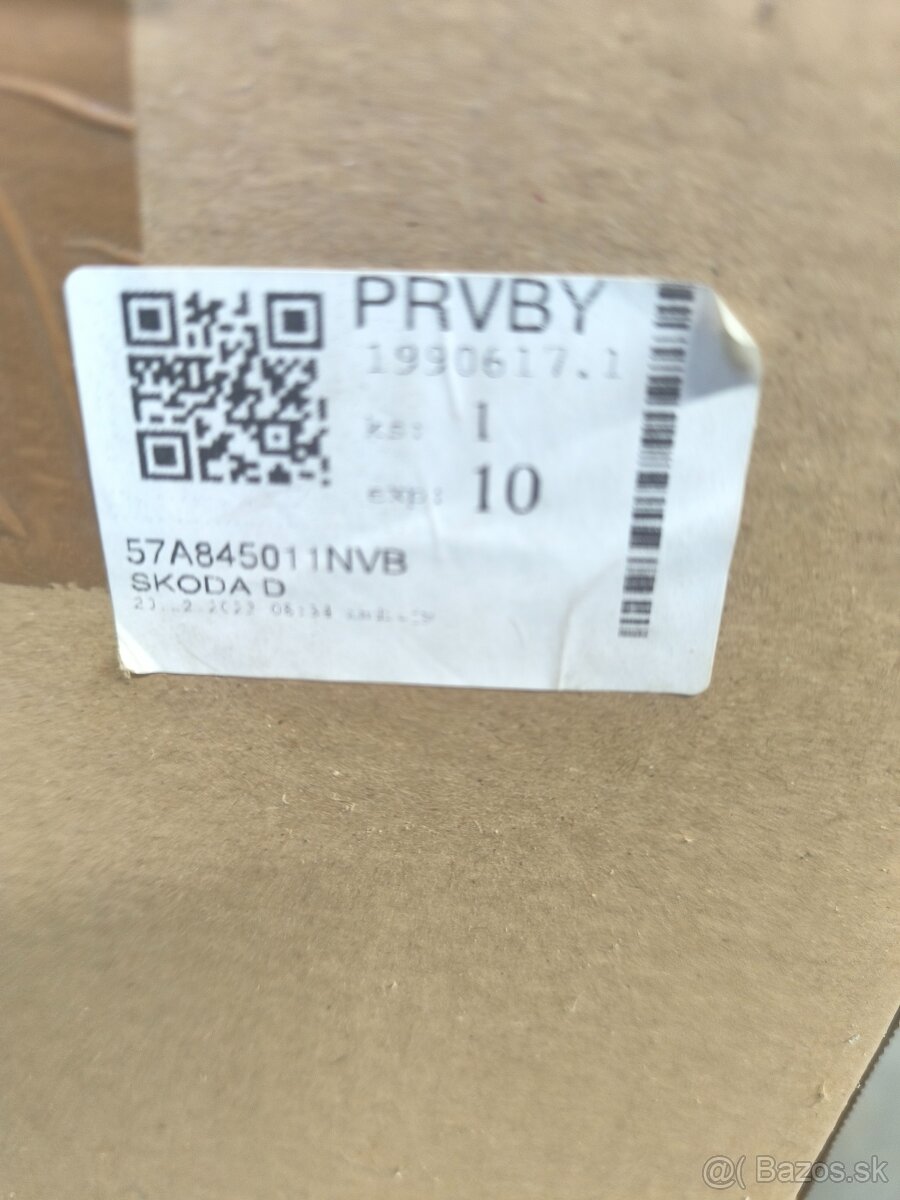 PRVBY
1990617.1
ks: 1
exp: 10
57A845011NVB
SKODA D
@( Bazos.sk